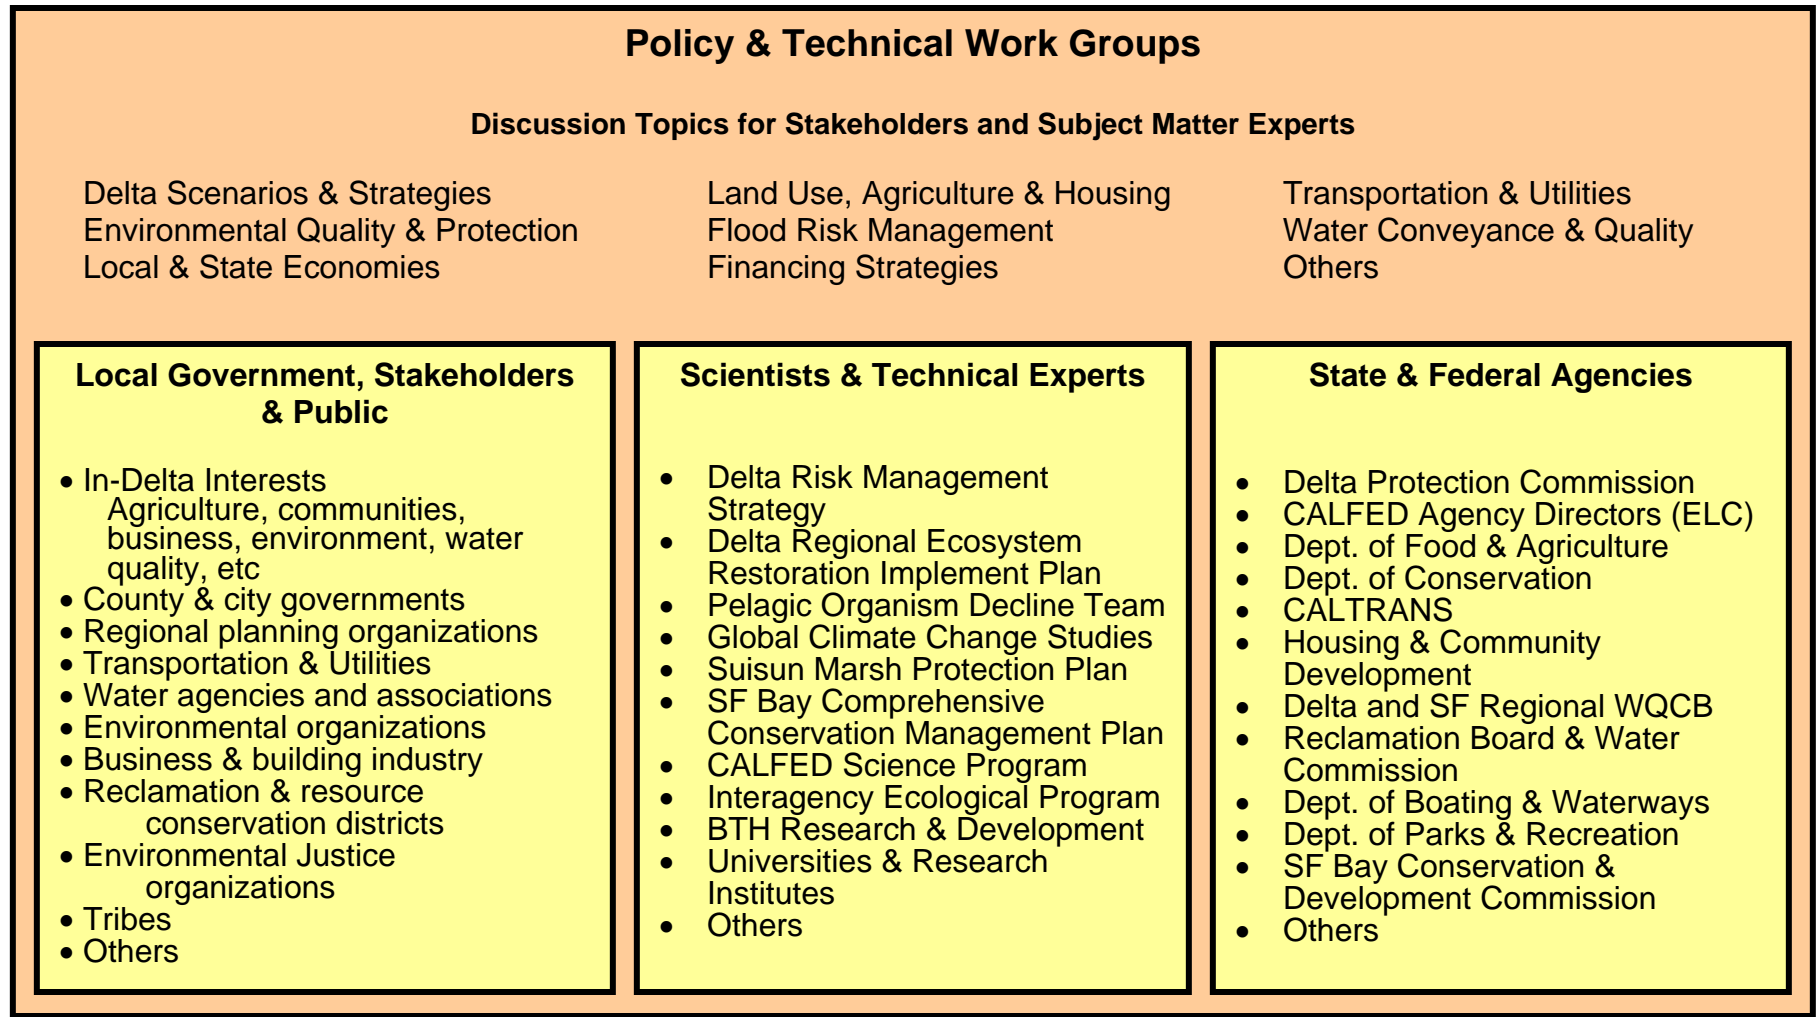 Policy & Technical Work Groups
Discussion Topics for Stakeholders and Subject Matter Experts
Delta Scenarios & Strategies
Environmental Quality & Protection
Local & State Economies
Land Use, Agriculture & Housing
Flood Risk Management
Financing Strategies
Transportation & Utilities
Water Conveyance & Quality
Others
Local Government, Stakeholders
& Public
• In-Delta Interests
Agriculture, communities,
business, environment, water
quality, etc
• County & city governments
• Regional planning organizations
• Transportation & Utilities
• Water agencies and associations
• Environmental organizations
• Business & building industry
• Reclamation & resource
conservation districts
• Environmental Justice
organizations
• Tribes
• Others
Scientists & Technical Experts
• Delta Risk Management
Strategy
• Delta Regional Ecosystem
Restoration Implement Plan
• Pelagic Organism Decline Team
• Global Climate Change Studies
• Suisun Marsh Protection Plan
• SF Bay Comprehensive
Conservation Management Plan
• CALFED Science Program
• Interagency Ecological Program
• BTH Research & Development
• Universities & Research
Institutes
• Others
State & Federal Agencies
• Delta Protection Commission
• CALFED Agency Directors (ELC)
• Dept. of Food & Agriculture
• Dept. of Conservation
• CALTRANS
• Housing & Community
Development
• Delta and SF Regional WQCB
• Reclamation Board & Water
Commission
• Dept. of Boating & Waterways
• Dept. of Parks & Recreation
• SF Bay Conservation &
Development Commission
• Others